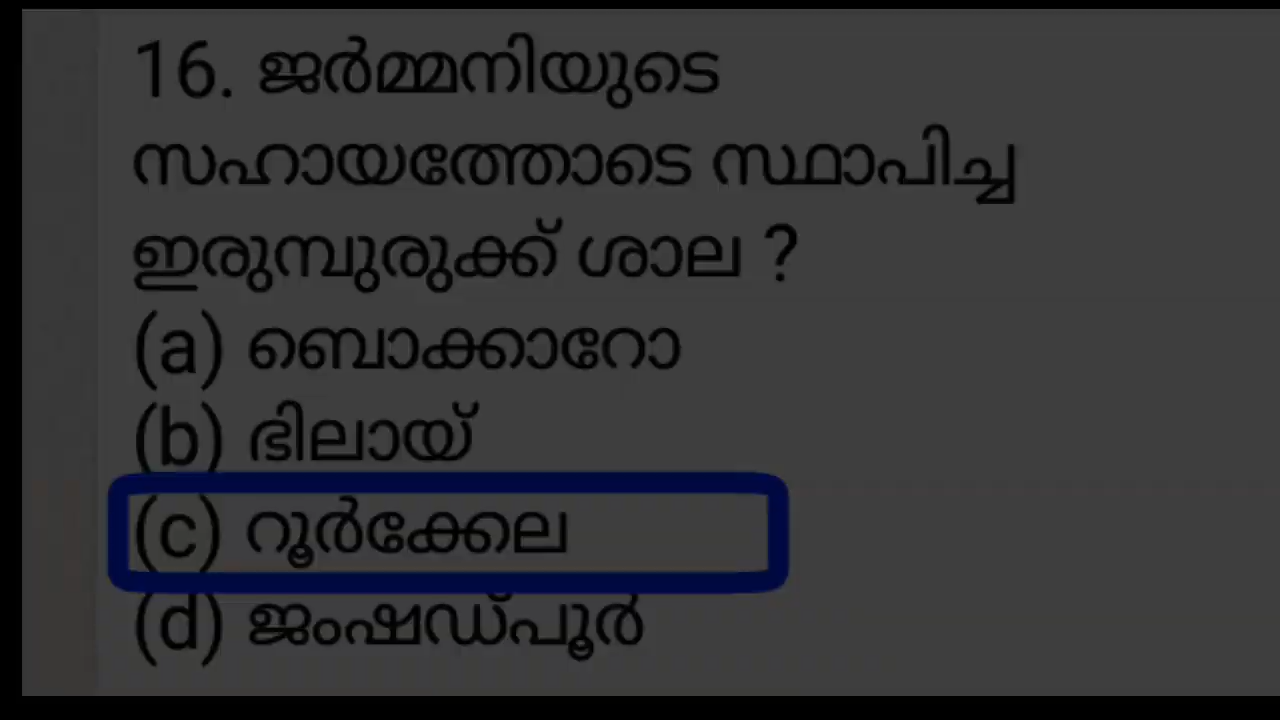 16. ജർമ്മനിയുടെ
സഹായത്തോടെ സ്ഥാപിച്ച
ഇരുമ്പുരുക്ക് ശാല ?
(a) ബൊക്കാറോ
(b) ഭിലായ്
(c) റൂർക്കേല
(d) ജംഷഡ്പൂർ